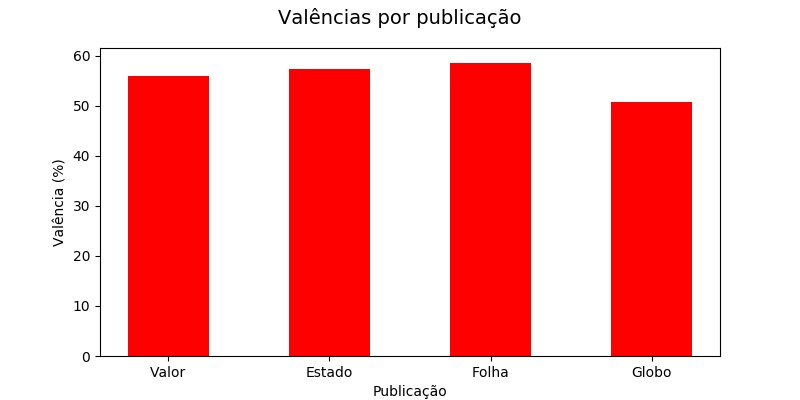 Valências por publicação
Valência (%)
60
50
40
30
20
10
0
Valor Estado Folha Globo
Publicação